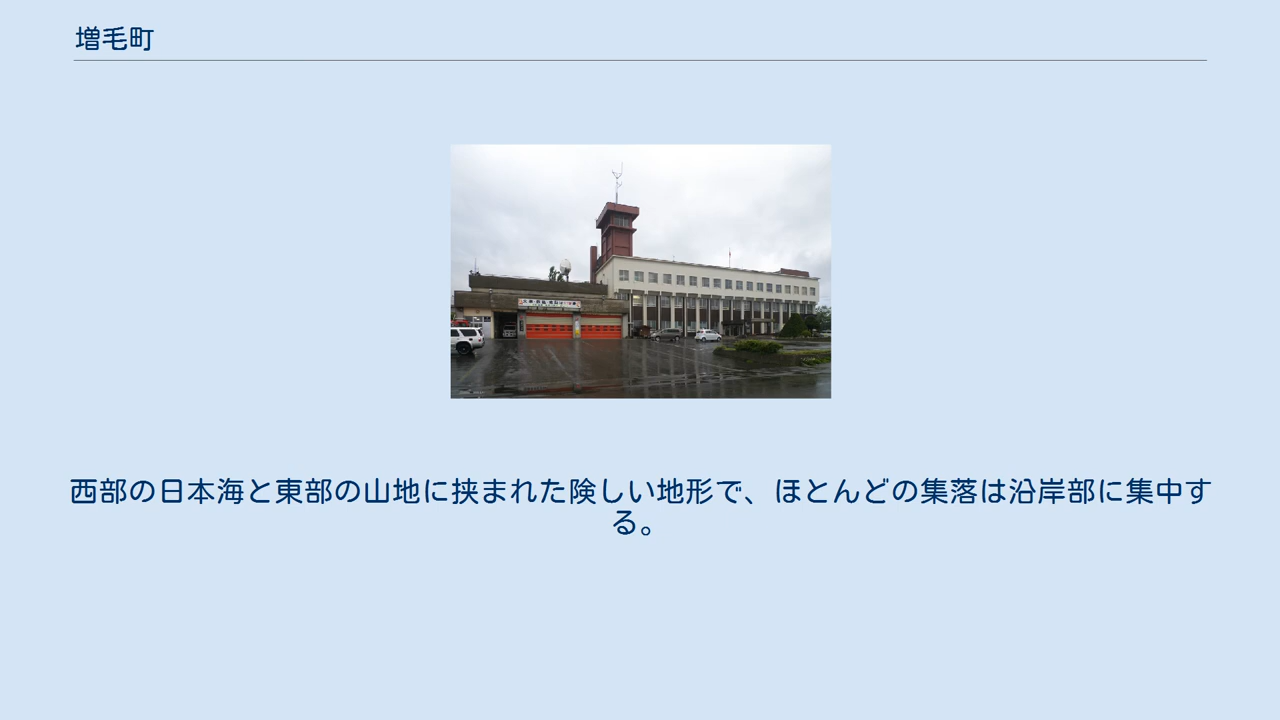 増毛町
西部の日本海と東部の山地に挟まれた険しい地形で、ほとんどの集落は沿岸部に集中す
る。